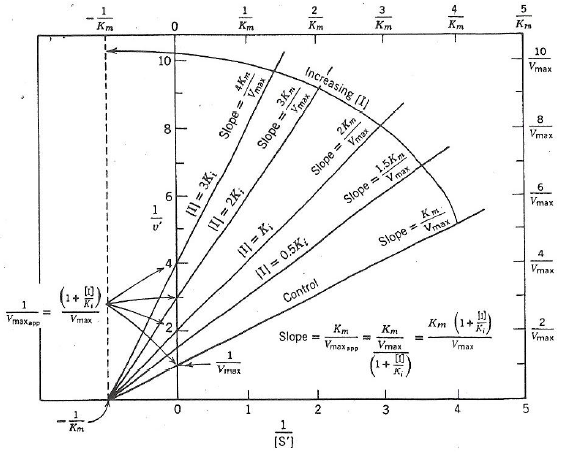 -1/Km 0 1/Km 2/Km 3/Km 4/Km 5/Km
10 10/Vmax
Increasing [I]
Slope = 4Km/Vmax
Slope = 3Km/Vmax
Slope = 2Km/Vmax
Slope = 1.5Km/Vmax
Slope = Km/Vmax
8 8/Vmax
[I] = 3Ki
[I] = 2Ki
[I] = Ki
[I] = 0.5Ki
Control
6 6/Vmax
1/v'
4 4/Vmax
1/Vmaxapp = (1 + [I]/Ki)/Vmax
2 2/Vmax
Slope = Km/Vmaxapp = Km/(Vmax/(1 + [I]/Ki)) = Km (1 + [I]/Ki)/Vmax
1/Vmax
-1/Km
0 1 2 3 4 5
1/[S']